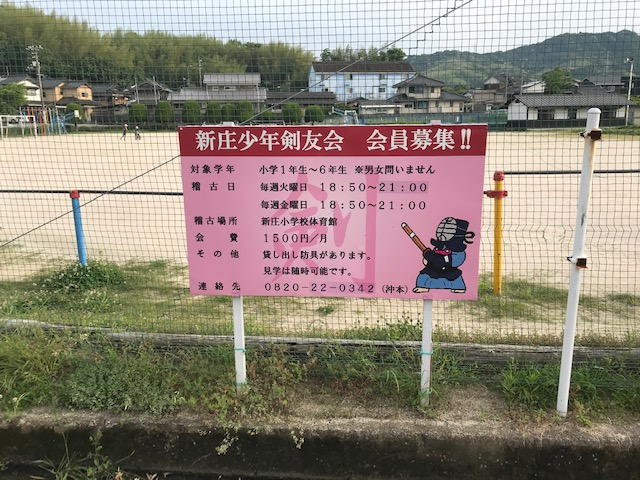 新庄少年剣友会 会員募集!!
対象学年 小学1年生～6年生 ※男女問いません
稽古日 毎週火曜日 18:50～21:00
毎週金曜日 18:50～21:00
稽古場所 新庄小学校体育館
会費 1500円/月
その他 貸し出し防具があります。
見学は随時可能です。
連絡先 0820-22-0342(沖本)
剣